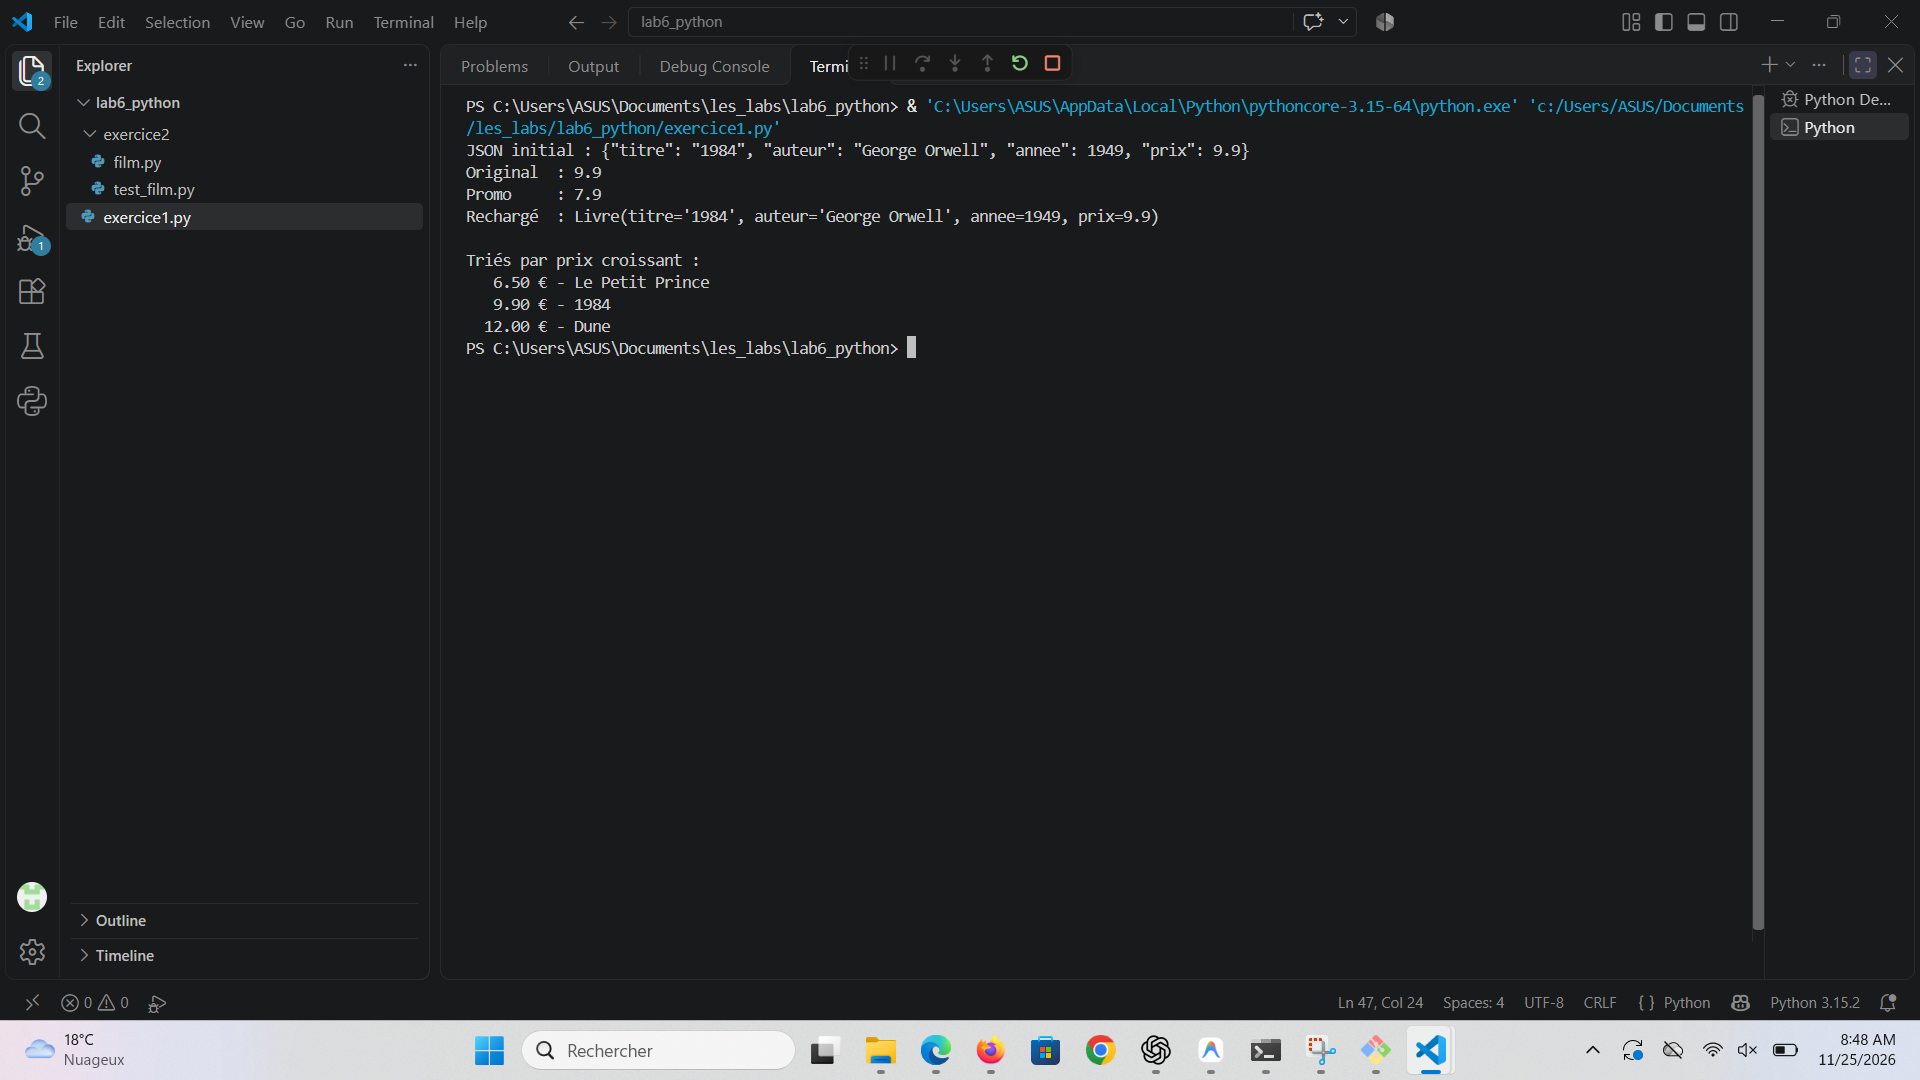 File Edit Selection View Go Run Terminal Help
lab6_python
Explorer
Problems Output Debug Console Termi
lab6_python
exercice2
film.py
test_film.py
exercice1.py
2
1
PS C:\Users\ASUS\Documents\les_labs\lab6_python> & 'C:\Users\ASUS\AppData\Local\Python\pythoncore-3.15-64\python.exe' 'c:/Users/ASUS/Documents
/les_labs/lab6_python/exercice1.py'
JSON initial : {"titre": "1984", "auteur": "George Orwell", "annee": 1949, "prix": 9.9}
Original  : 9.9
Promo     : 7.9
Rechargé  : Livre(titre='1984', auteur='George Orwell', annee=1949, prix=9.9)
Triés par prix croissant :
   6.50 € - Le Petit Prince
   9.90 € - 1984
  12.00 € - Dune
PS C:\Users\ASUS\Documents\les_labs\lab6_python>
Python De...
Python
Outline
Timeline
0 0
Ln 47, Col 24 Spaces: 4 UTF-8 CRLF { } Python Python 3.15.2
18°C
Nuageux
Rechercher
8:48 AM
11/25/2026